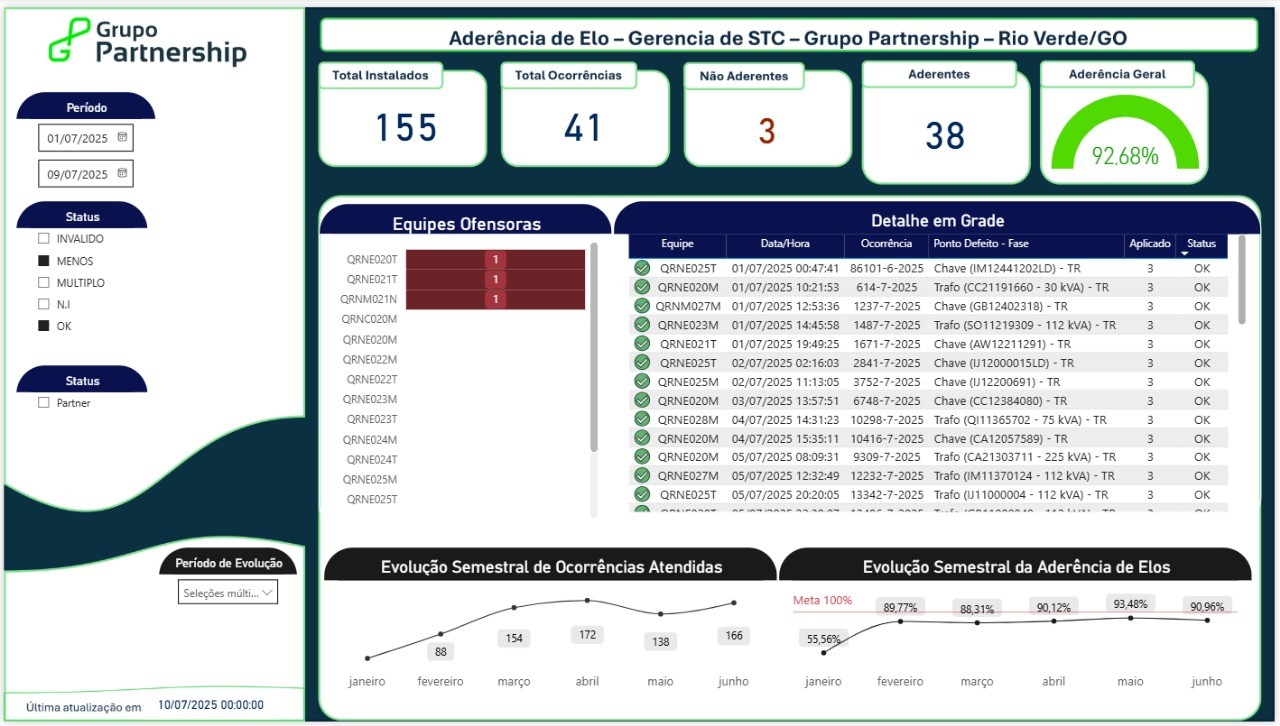 Grupo
Partnership
Aderência de Elo – Gerencia de STC – Grupo Partnership – Rio Verde/GO
Total Instalados
155
Total Ocorrências
41
Não Aderentes
3
Aderentes
38
Aderência Geral
92,68%
Período
01/07/2025
09/07/2025
Status
INVALIDO
MENOS
MULTIPLO
N.I
OK
Status
Partner
Período de Evolução
Seleções múlti...
Última atualização em 10/07/2025 00:00:00
Equipes Ofensoras
QRNE020T 1
QRNE021T 1
QRNM021N 1
QRNC020M
QRNE020M
QRNE022M
QRNE022T
QRNE023M
QRNE023T
QRNE024M
QRNE024T
QRNE025M
QRNE025T
Detalhe em Grade
Equipe Data/Hora Ocorrência Ponto Defeito - Fase Aplicado Status
QRNE025T 01/07/2025 00:47:41 86101-6-2025 Chave (IM12441202LD) - TR 3 OK
QRNE020M 01/07/2025 10:21:53 614-7-2025 Trafo (CC21191660 - 30 kVA) - TR 3 OK
QRNM027M 01/07/2025 12:53:36 1237-7-2025 Chave (GB12402318) - TR 3 OK
QRNE023M 01/07/2025 14:45:58 1487-7-2025 Trafo (SO11219309 - 112 kVA) - TR 3 OK
QRNE021T 01/07/2025 19:49:25 1671-7-2025 Chave (AW12211291) - TR 3 OK
QRNE025T 02/07/2025 02:16:03 2841-7-2025 Chave (IJ12000015LD) - TR 3 OK
QRNE025M 02/07/2025 11:13:05 3752-7-2025 Chave (IJ12200691) - TR 3 OK
QRNE020M 03/07/2025 13:57:51 6748-7-2025 Chave (CC12384080) - TR 3 OK
QRNE028M 04/07/2025 14:31:23 10298-7-2025 Trafo (QI11365702 - 75 kVA) - TR 3 OK
QRNE020M 04/07/2025 15:35:11 10416-7-2025 Chave (CA12057589) - TR 3 OK
QRNE020M 05/07/2025 08:09:31 9309-7-2025 Trafo (CA21303711 - 225 kVA) - TR 3 OK
QRNE027M 05/07/2025 12:32:49 12232-7-2025 Trafo (IM11370124 - 112 kVA) - TR 3 OK
QRNE025T 05/07/2025 20:20:05 13342-7-2025 Trafo (IJ11000004 - 112 kVA) - TR 3 OK
Evolução Semestral de Ocorrências Atendidas
88
154
172
138
166
janeiro fevereiro março abril maio junho
Evolução Semestral da Aderência de Elos
Meta 100%
55,56%
89,77%
88,31%
90,12%
93,48%
90,96%
janeiro fevereiro março abril maio junho